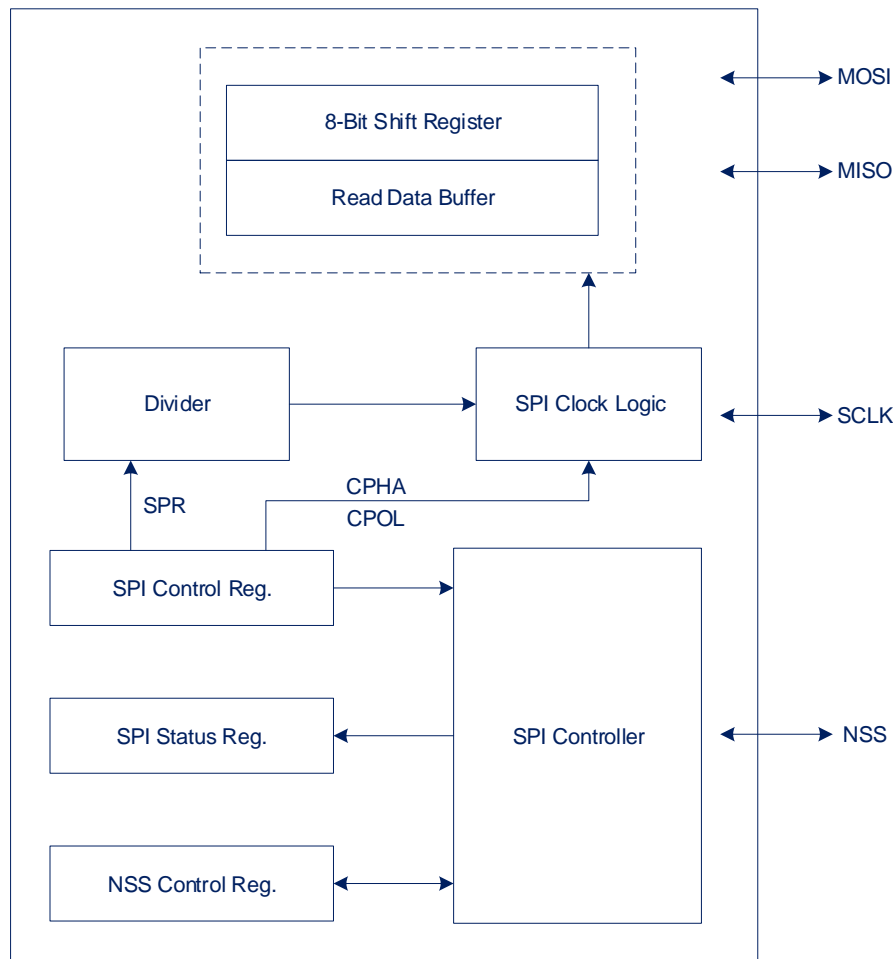 MOSI
8-Bit Shift Register
MISO
Read Data Buffer
Divider
SPI Clock Logic
SCLK
SPR
CPHA
CPOL
SPI Control Reg.
SPI Status Reg.
SPI Controller
NSS
NSS Control Reg.